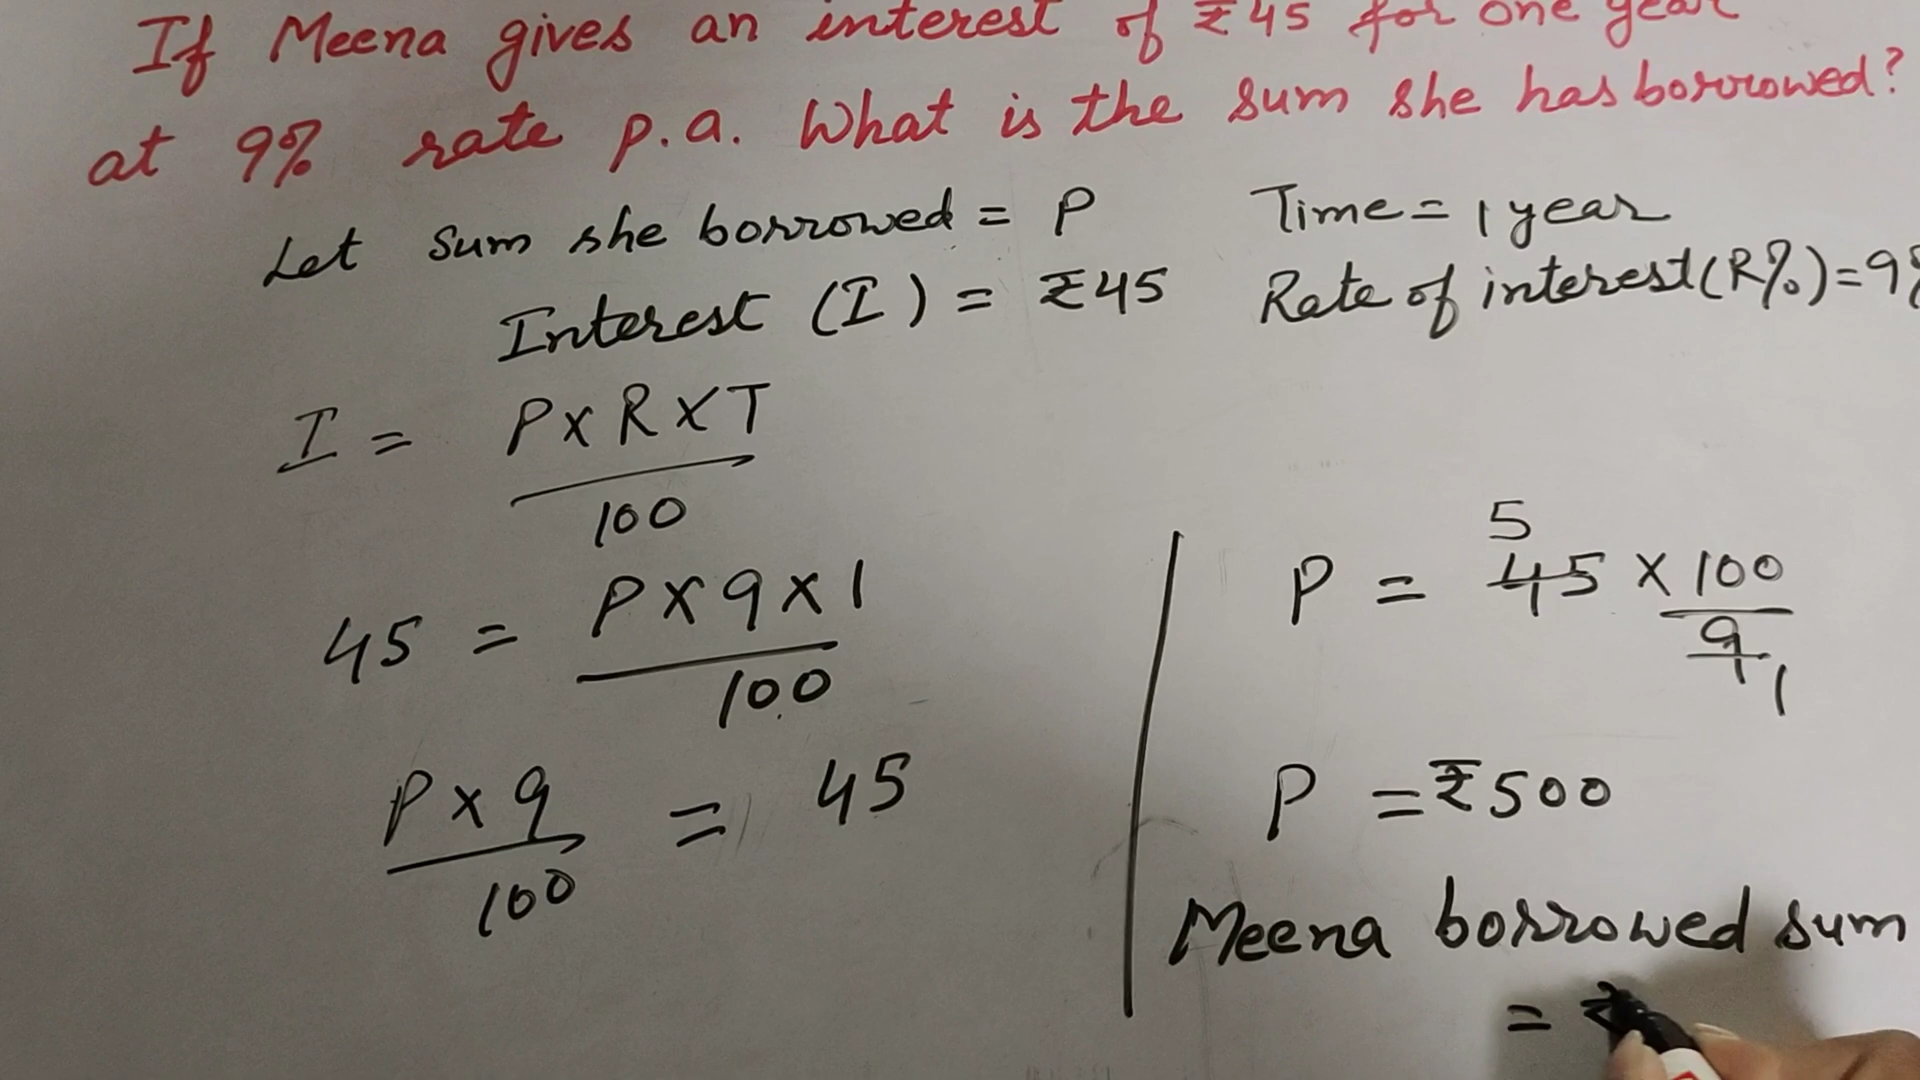 If Meena gives an interest of ₹45 for one year
at 9% rate p.a. What is the sum she has borrowed?
Let sum she borrowed = P
Time = 1 year
Interest (I) = ₹45
Rate of interest (R%) = 9%
I = P×R×T
100
45 = P×9×1
100
P×9 = 45
100
5
P = 45 × 100
9
1
P = ₹500
Meena borrowed sum
= ₹